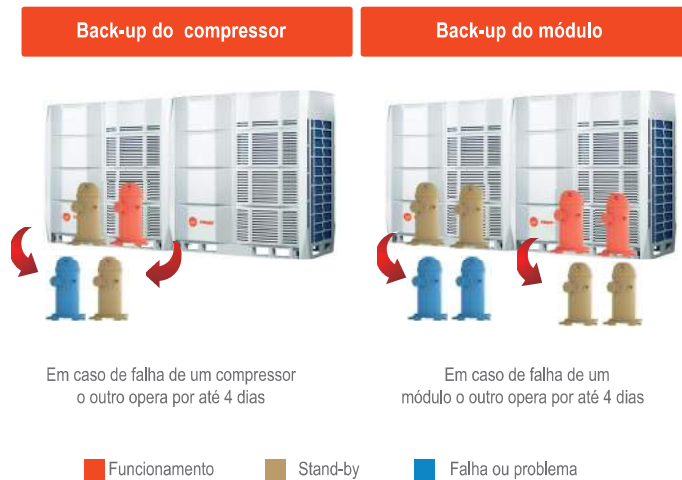 Back-up do compressor
Back-up do módulo
Em caso de falha de um compressor
o outro opera por até 4 dias
Em caso de falha de um
módulo o outro opera por até 4 dias
Funcionamento
Stand-by
Falha ou problema